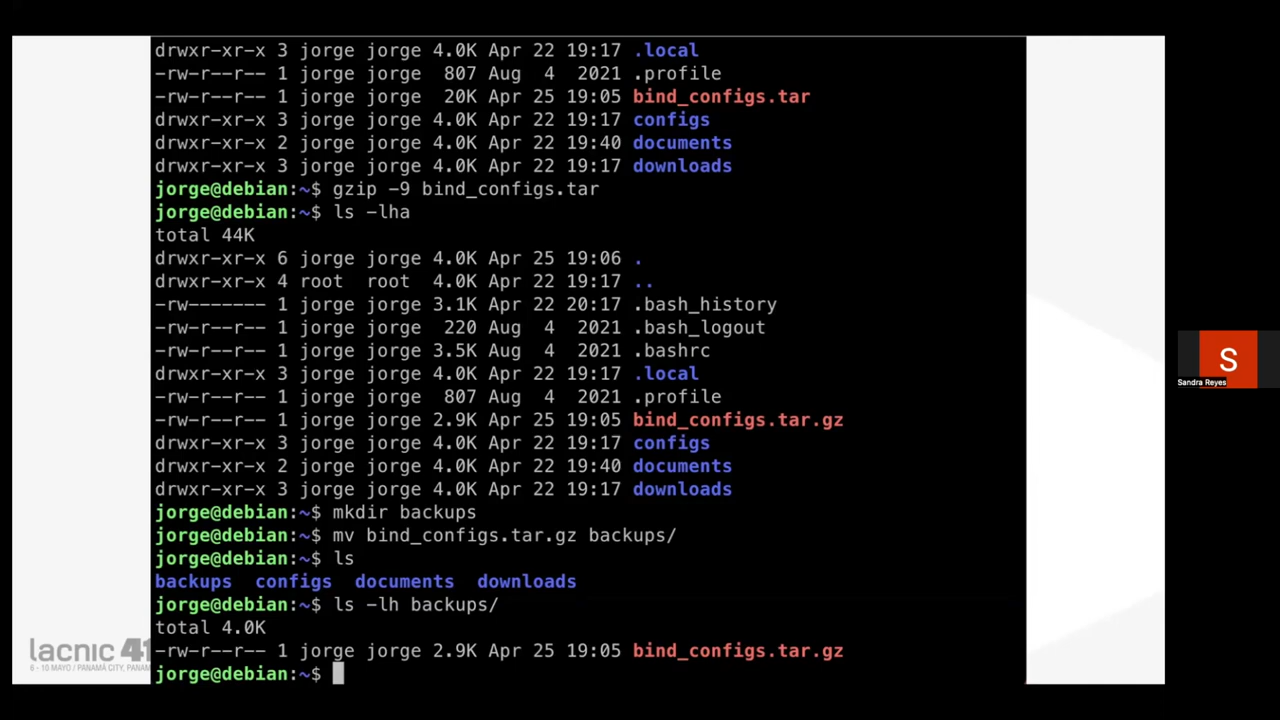 drwxr-xr-x 3 jorge jorge 4.0K Apr 22 19:17 .local
-rw-r--r-- 1 jorge jorge  807 Aug  4  2021 .profile
-rw-r--r-- 1 jorge jorge  20K Apr 25 19:05 bind_configs.tar
drwxr-xr-x 3 jorge jorge 4.0K Apr 22 19:17 configs
drwxr-xr-x 2 jorge jorge 4.0K Apr 22 19:40 documents
drwxr-xr-x 3 jorge jorge 4.0K Apr 22 19:17 downloads
jorge@debian:~$ gzip -9 bind_configs.tar
jorge@debian:~$ ls -lha
total 44K
drwxr-xr-x 6 jorge jorge 4.0K Apr 25 19:06 .
drwxr-xr-x 4 root  root  4.0K Apr 22 19:17 ..
-rw------- 1 jorge jorge 3.1K Apr 22 20:17 .bash_history
-rw-r--r-- 1 jorge jorge  220 Aug  4  2021 .bash_logout
-rw-r--r-- 1 jorge jorge 3.5K Aug  4  2021 .bashrc
drwxr-xr-x 3 jorge jorge 4.0K Apr 22 19:17 .local
-rw-r--r-- 1 jorge jorge  807 Aug  4  2021 .profile
-rw-r--r-- 1 jorge jorge 2.9K Apr 25 19:05 bind_configs.tar.gz
drwxr-xr-x 3 jorge jorge 4.0K Apr 22 19:17 configs
drwxr-xr-x 2 jorge jorge 4.0K Apr 22 19:40 documents
drwxr-xr-x 3 jorge jorge 4.0K Apr 22 19:17 downloads
jorge@debian:~$ mkdir backups
jorge@debian:~$ mv bind_configs.tar.gz backups/
jorge@debian:~$ ls
backups  configs  documents  downloads
jorge@debian:~$ ls -lh backups/
total 4.0K
-rw-r--r-- 1 jorge jorge 2.9K Apr 25 19:05 bind_configs.tar.gz
jorge@debian:~$
lacnic 41
6 - 10 MAYO / PANAMÁ CITY, PANAM
S
Sandra Reyes